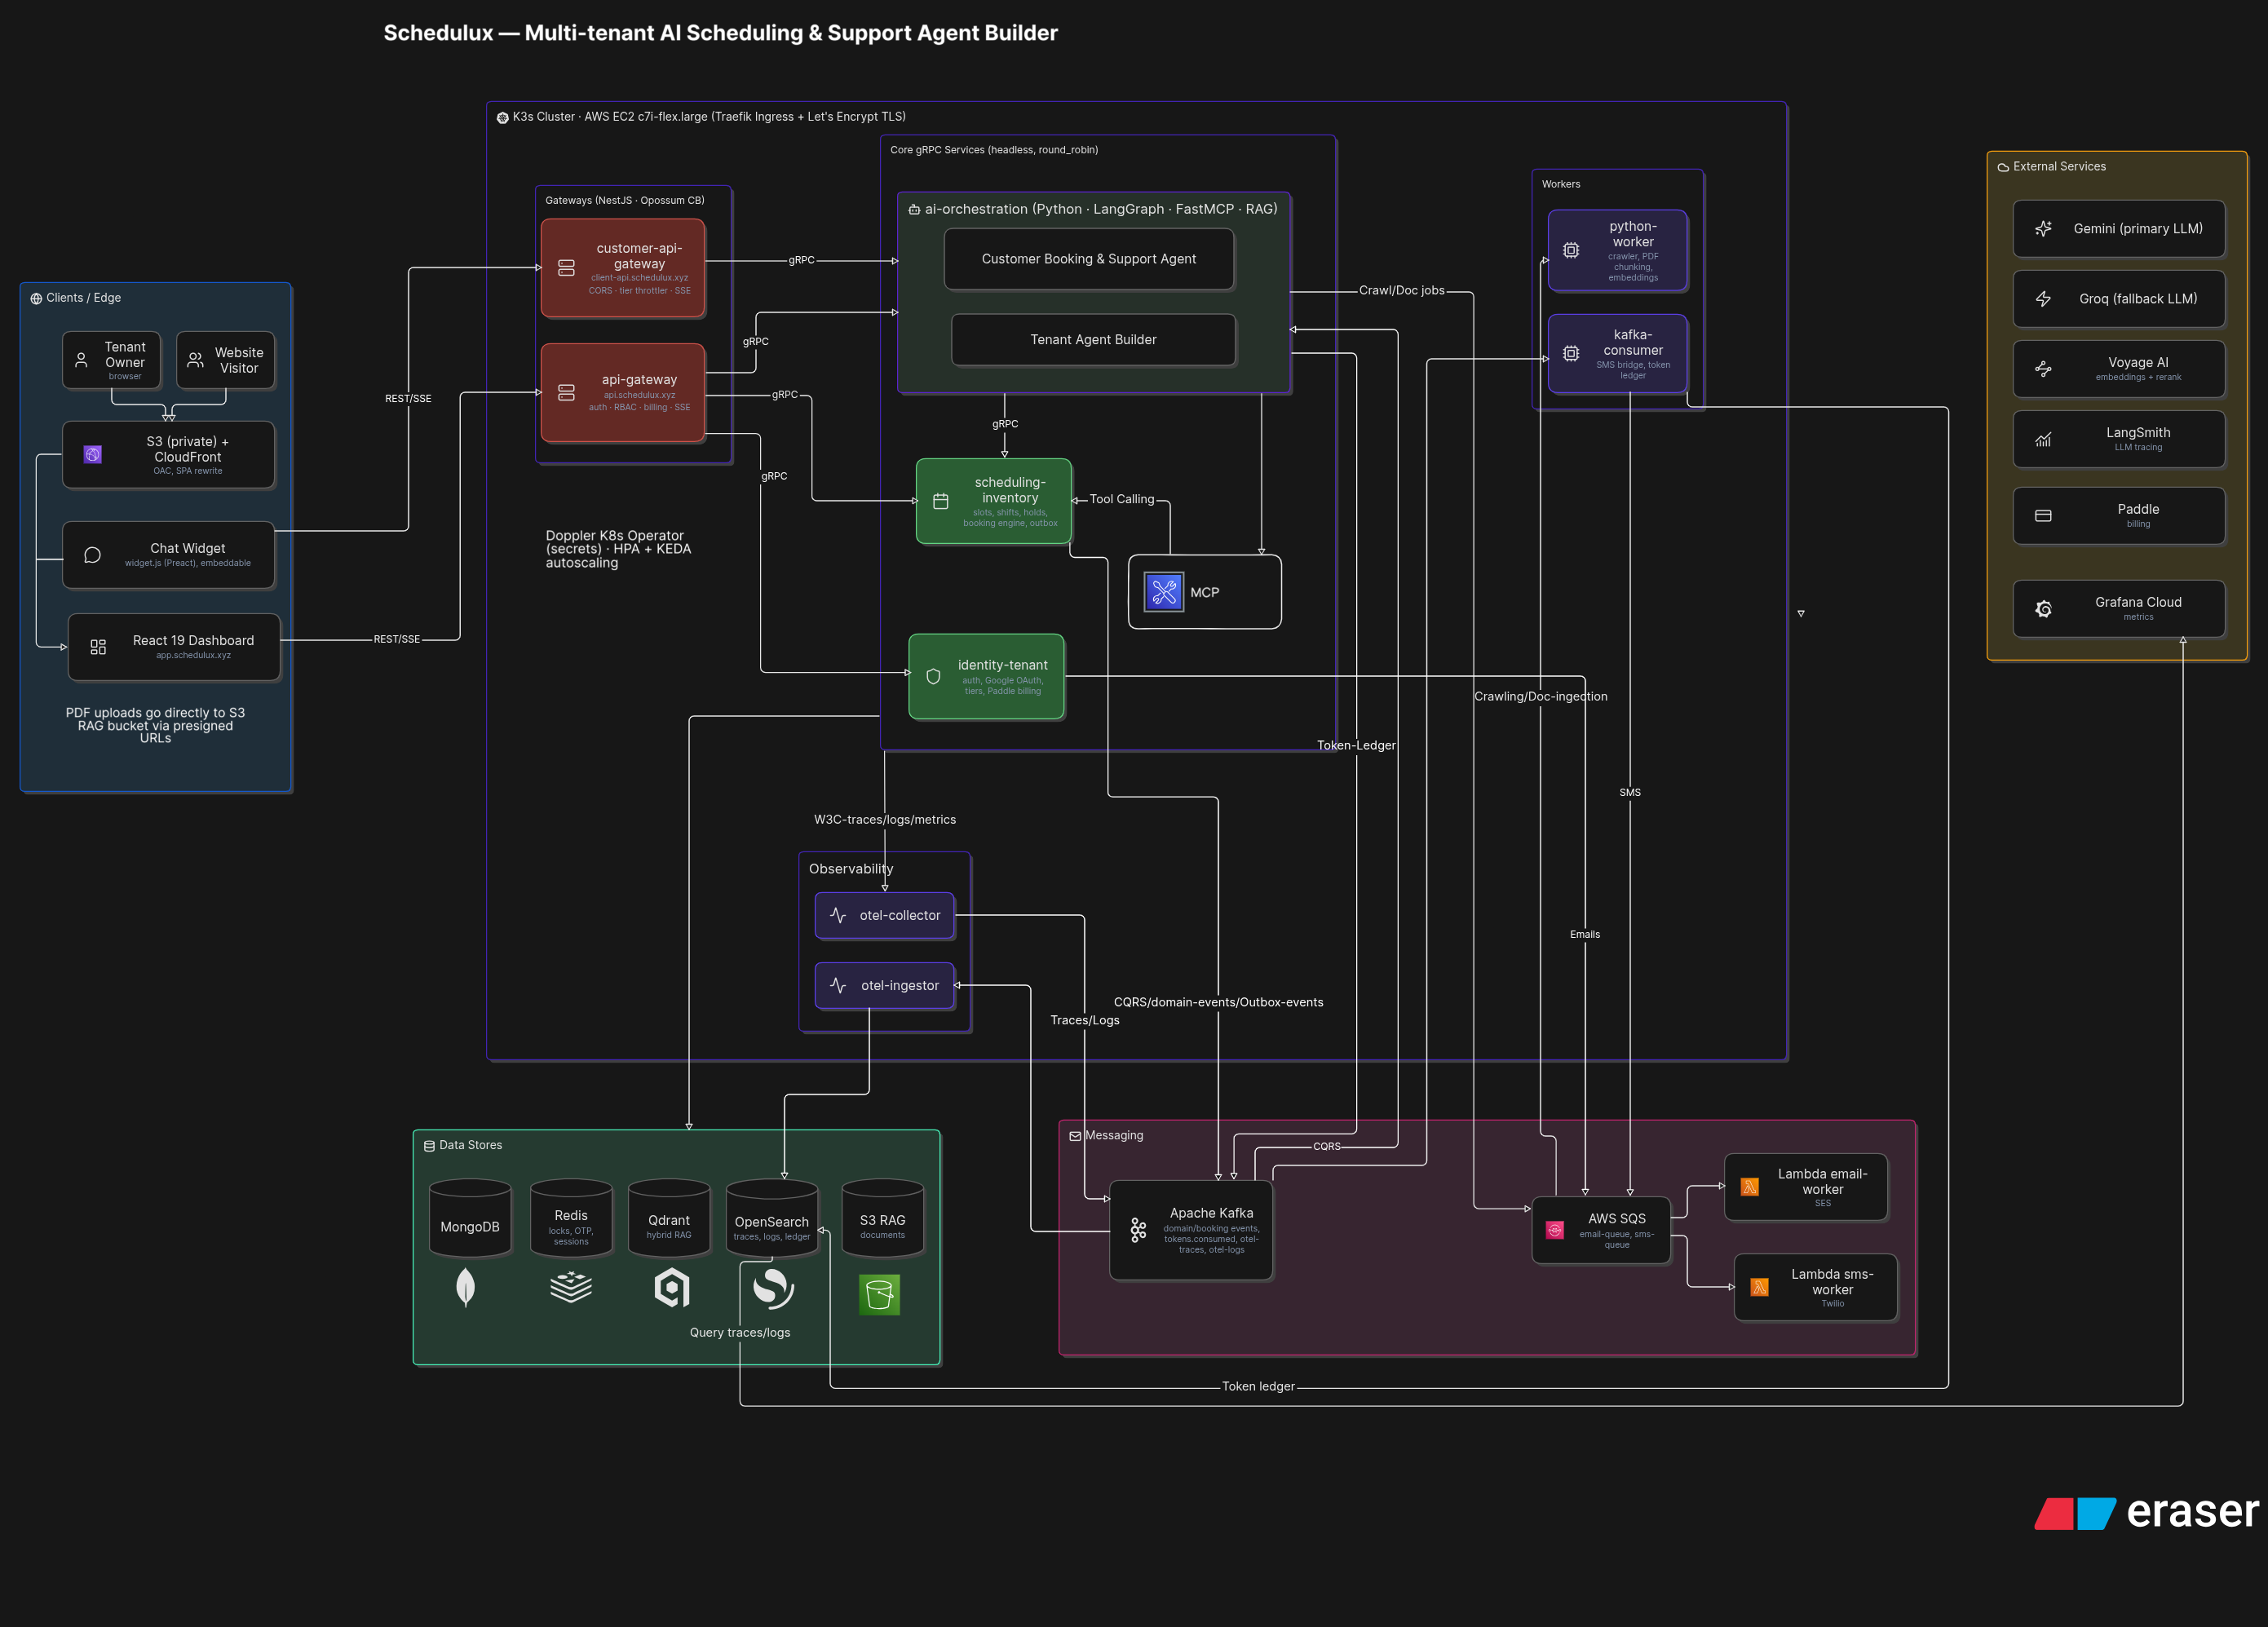 Schedulux — Multi-tenant AI Scheduling & Support Agent Builder
Clients / Edge
Tenant
Owner
browser
Website
Visitor
S3 (private) +
CloudFront
OAC, SPA rewrite
Chat Widget
widget.js (Preact), embeddable
React 19 Dashboard
app.schedulux.xyz
PDF uploads go directly to S3
RAG bucket via presigned
URLs
REST/SSE
REST/SSE
K3s Cluster · AWS EC2 c7i-flex.large (Traefik Ingress + Let's Encrypt TLS)
Gateways (NestJS · Opossum CB)
customer-api-
gateway
client-api.schedulux.xyz
CORS · tier throttler · SSE
api-gateway
api.schedulux.xyz
auth · RBAC · billing · SSE
Doppler K8s Operator
(secrets) · HPA + KEDA
autoscaling
gRPC
gRPC
gRPC
gRPC
Core gRPC Services (headless, round_robin)
ai-orchestration (Python · LangGraph · FastMCP · RAG)
Customer Booking & Support Agent
Tenant Agent Builder
gRPC
scheduling-
inventory
slots, shifts, holds,
booking engine, outbox
Tool Calling
MCP
identity-tenant
auth, Google OAuth,
tiers, Paddle billing
Crawl/Doc jobs
Workers
python-
worker
crawler, PDF
chunking,
embeddings
kafka-
consumer
SMS bridge, token
ledger
Crawling/Doc-ingestion
Token-Ledger
SMS
Emails
W3C-traces/logs/metrics
Observability
otel-collector
otel-ingestor
Traces/Logs
CQRS/domain-events/Outbox-events
External Services
Gemini (primary LLM)
Groq (fallback LLM)
Voyage AI
embeddings + rerank
LangSmith
LLM tracing
Paddle
billing
Grafana Cloud
metrics
Data Stores
MongoDB
Redis
locks, OTP,
sessions
Qdrant
hybrid RAG
OpenSearch
traces, logs, ledger
S3 RAG
documents
Query traces/logs
Messaging
CQRS
Apache Kafka
domain/booking events,
tokens.consumed, otel-
traces, otel-logs
AWS SQS
email-queue, sms-
queue
Lambda email-
worker
SES
Lambda sms-
worker
Twilio
Token ledger
eraser